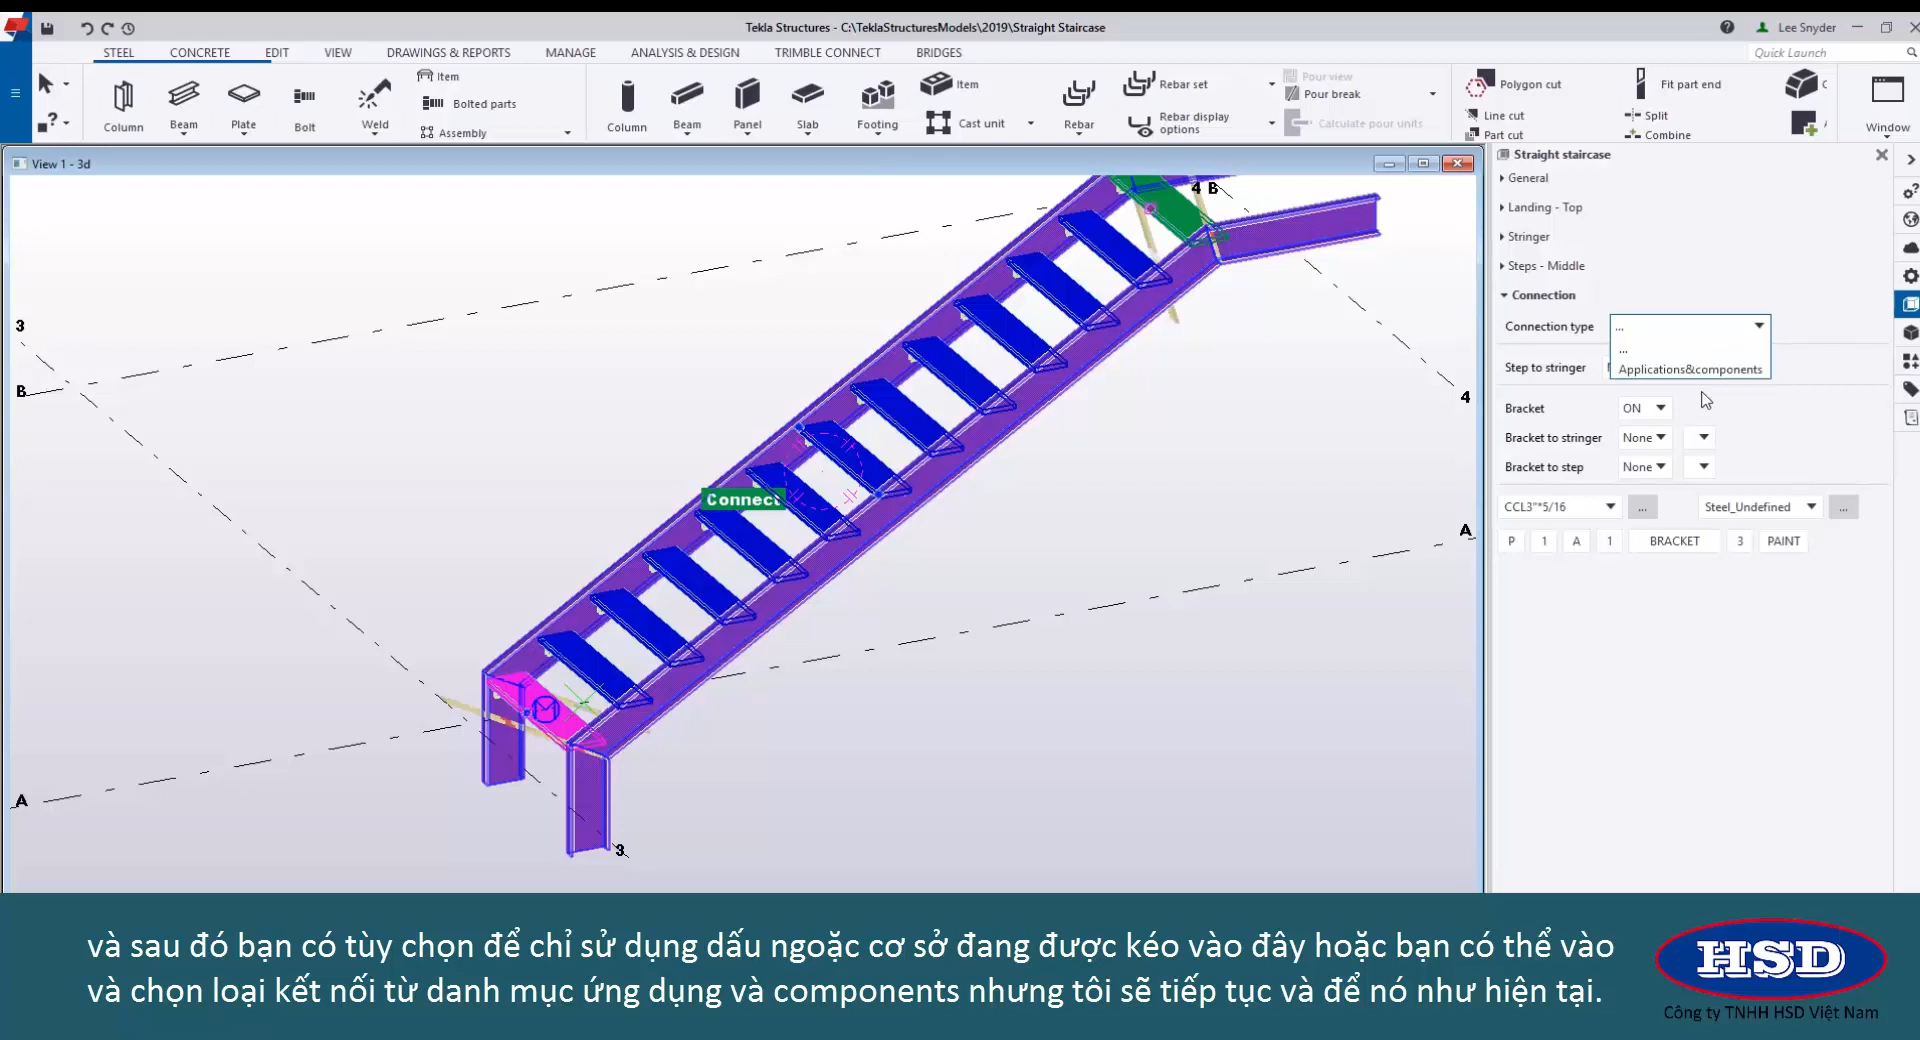 Tekla Structures - C:\TeklaStructuresModels\2019\Straight Staircase
Lee Snyder
STEEL CONCRETE EDIT VIEW DRAWINGS & REPORTS MANAGE ANALYSIS & DESIGN TRIMBLE CONNECT BRIDGES
Quick Launch
Column Beam Plate Bolt Weld
Item
Bolted parts
Assembly
Column Beam Panel Slab Footing
Item
Cast unit
Rebar
Rebar set
Rebar display options
Pour view
Pour break
Calculate pour units
Polygon cut
Line cut
Part cut
Fit part end
Split
Combine
Window
View 1 - 3d
4 B
3
B
4
A
A
3
Connect
Straight staircase
General
Landing - Top
Stringer
Steps - Middle
Connection
Connection type ...
...
Step to stringer
Applications&components
Bracket ON
Bracket to stringer None
Bracket to step None
CCL3"*5/16 ... Steel_Undefined ...
P 1 A 1 BRACKET 3 PAINT
và sau đó bạn có tùy chọn để chỉ sử dụng dấu ngoặc cơ sở đang được kéo vào đây hoặc bạn có thể vào
và chọn loại kết nối từ danh mục ứng dụng và components nhưng tôi sẽ tiếp tục và để nó như hiện tại.
HSD
Công ty TNHH HSD Việt Nam